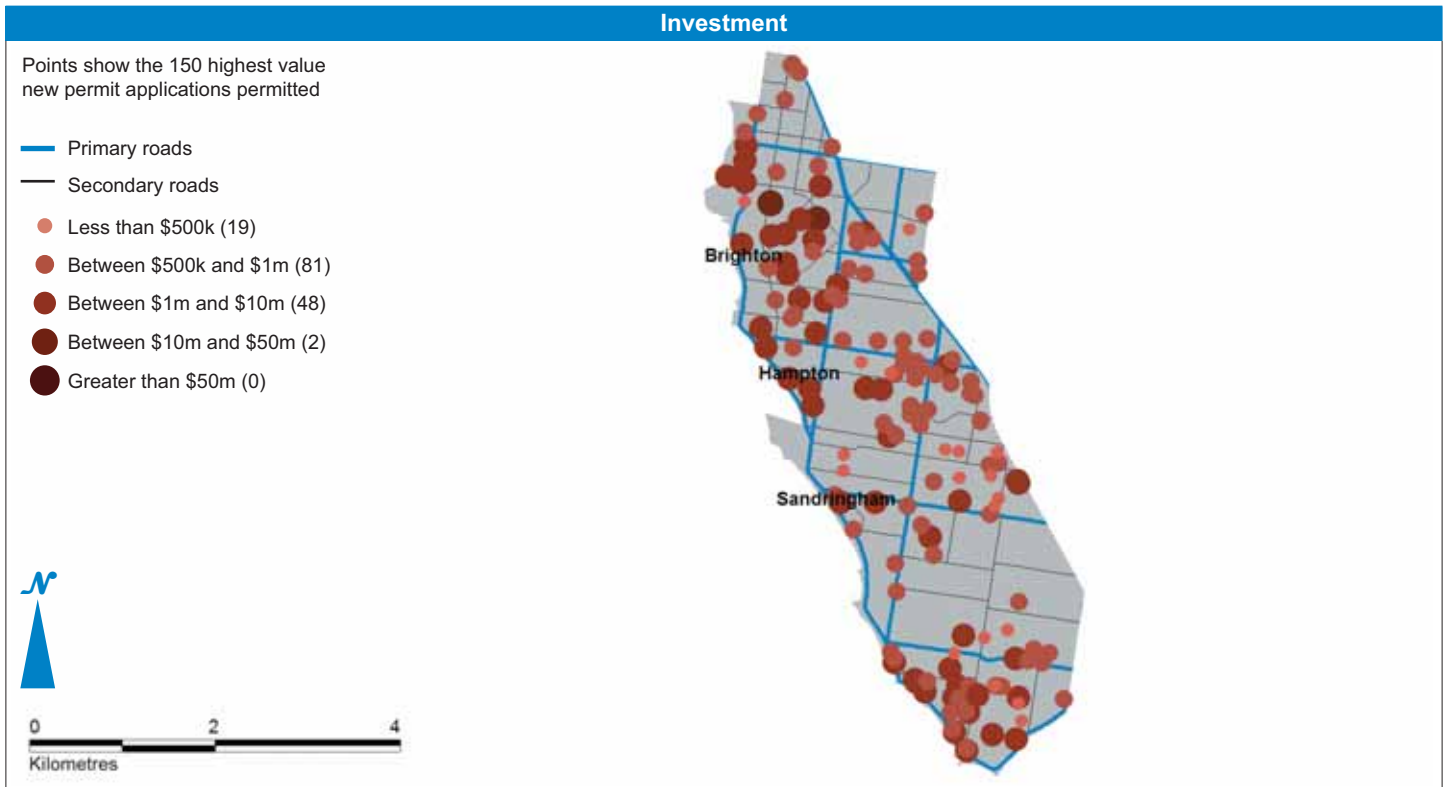 Investment
Points show the 150 highest value
new permit applications permitted
Primary roads
Secondary roads
Less than $500k (19)
Between $500k and $1m (81)
Between $1m and $10m (48)
Between $10m and $50m (2)
Greater than $50m (0)
Brighton
Hampton
Sandringham
N
0 2 4
Kilometres